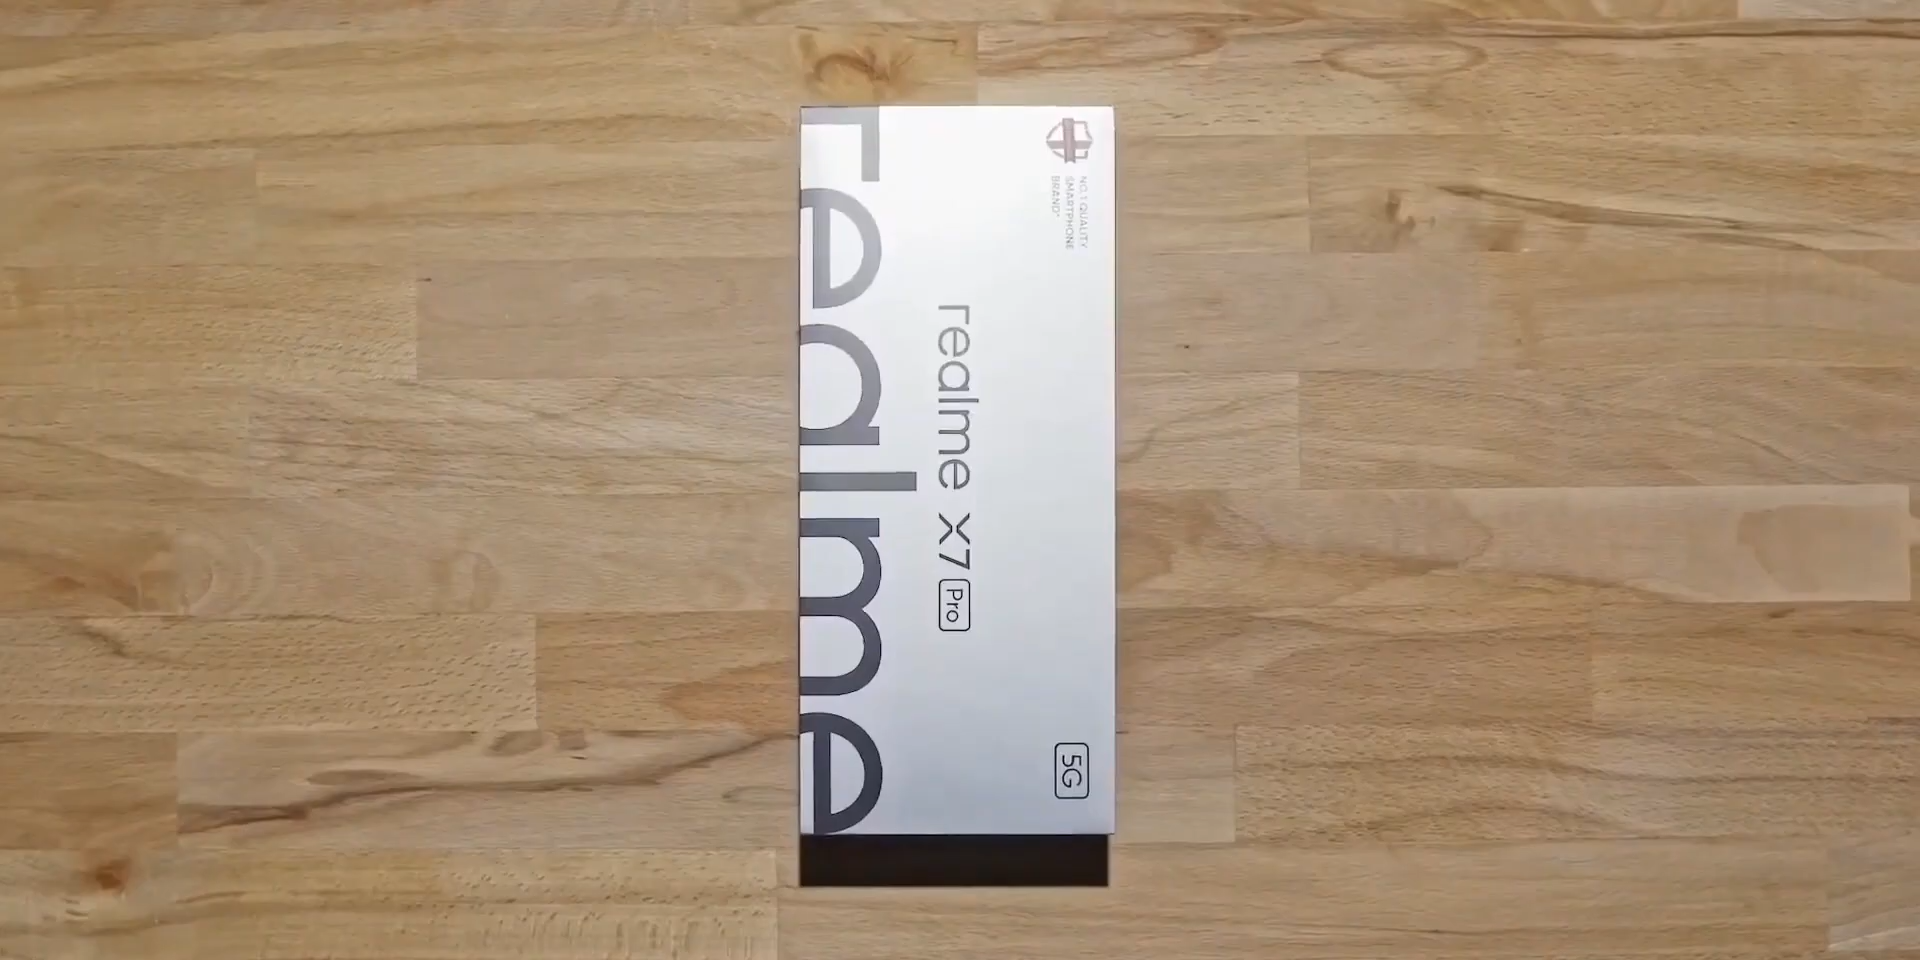 NO.1 QUALITY
SMARTPHONE
BRAND*
realme X7 Pro
5G
realme